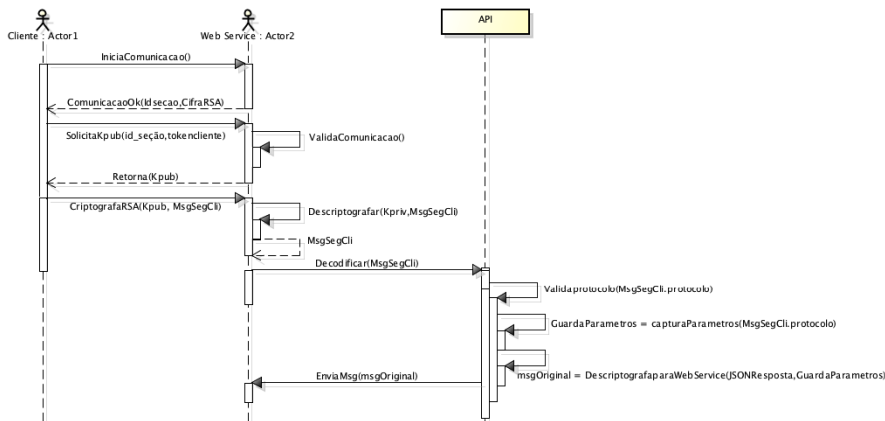 Cliente : Actor1
Web Service : Actor2
API
IniciaComunicacao()
ComunicacaoOk(Idsecao,CifraRSA)
SolicitaKpub(id_seção,tokencliente)
ValidaComunicacao()
Retorna(Kpub)
CriptografaRSA(Kpub, MsgSegCli)
Descriptografar(Kpriv,MsgSegCli)
MsgSegCli
Decodificar(MsgSegCli)
Validaprotocolo(MsgSegCli.protocolo)
GuardaParametros = capturaParametros(MsgSegCli.protocolo)
msgOriginal = DescriptografaparaWebService(JSONResposta,GuardaParametros)
EnviaMsg(msgOriginal)